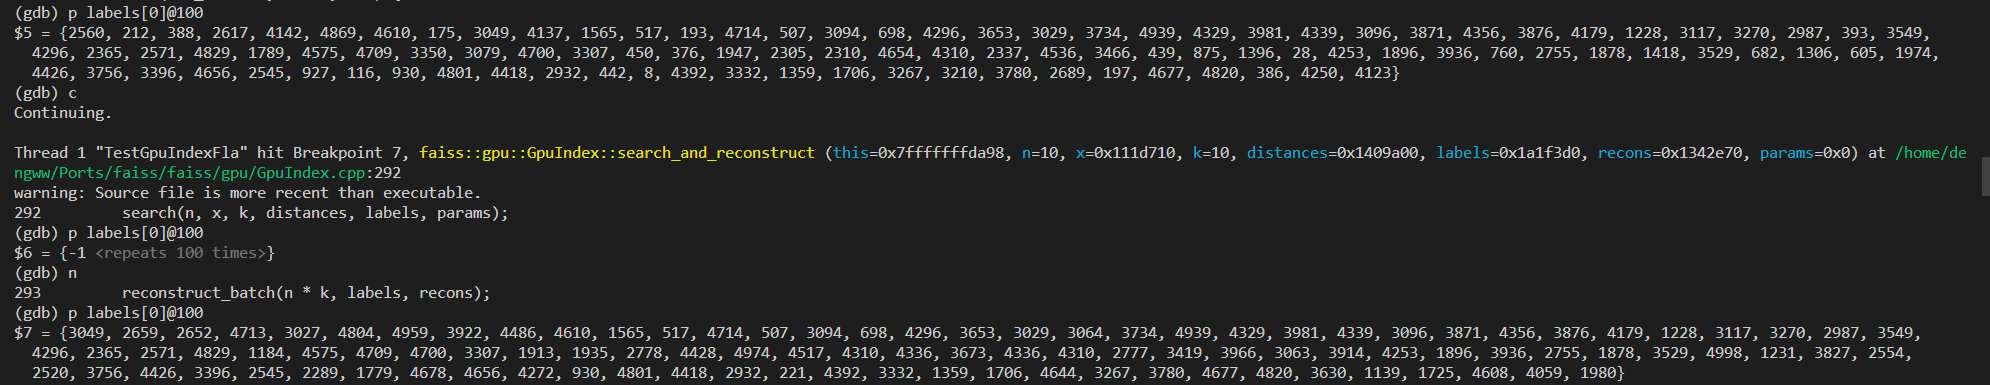 (gdb) p labels[0]@100
$5 = {2560, 212, 388, 2617, 4142, 4869, 4610, 175, 3049, 4137, 1565, 517, 193, 4714, 507, 3094, 698, 4296, 3653, 3029, 3734, 4939, 4329, 3981, 4339, 3096, 3871, 4356, 3876, 4179, 1228, 3117, 3270, 2987, 393, 3549,
4296, 2365, 2571, 4829, 1789, 4575, 4709, 3350, 3079, 4700, 3307, 450, 376, 1947, 2305, 2310, 4654, 4310, 2337, 4536, 3466, 439, 875, 1396, 28, 4253, 1896, 3936, 760, 2755, 1878, 1418, 3529, 682, 1306, 605, 1974,
4426, 3756, 3396, 4656, 2545, 927, 116, 930, 4801, 4418, 2932, 442, 8, 4392, 3332, 1359, 1706, 3267, 3210, 3780, 2689, 197, 4677, 4820, 386, 4250, 4123}
(gdb) c
Continuing.
Thread 1 "TestGpuIndexFla" hit Breakpoint 7, faiss::gpu::GpuIndex::search_and_reconstruct (this=0x7fffffffda98, n=10, x=0x111d710, k=10, distances=0x1409a00, labels=0x1a1f3d0, recons=0x1342e70, params=0x0) at /home/de
ngww/Ports/faiss/faiss/gpu/GpuIndex.cpp:292
warning: Source file is more recent than executable.
292 search(n, x, k, distances, labels, params);
(gdb) p labels[0]@100
$6 = {-1 <repeats 100 times>}
(gdb) n
293 reconstruct_batch(n * k, labels, recons);
(gdb) p labels[0]@100
$7 = {3049, 2659, 2652, 4713, 3027, 4804, 4959, 3922, 4486, 4610, 1565, 517, 4714, 507, 3094, 698, 4296, 3653, 3029, 3064, 3734, 4939, 4329, 3981, 4339, 3096, 3871, 4356, 3876, 4179, 1228, 3117, 3270, 2987, 3549,
4296, 2365, 2571, 4829, 1184, 4575, 4709, 4700, 3307, 1913, 1935, 2778, 4428, 4974, 4517, 4310, 4336, 3673, 4336, 4310, 2777, 3419, 3966, 3063, 3914, 4253, 1896, 3936, 2755, 1878, 3529, 4998, 1231, 3827, 2554,
2520, 3756, 4426, 3396, 2545, 2289, 1779, 4678, 4656, 4272, 930, 4801, 4418, 2932, 221, 4392, 3332, 1359, 1706, 4644, 3267, 3780, 4677, 4820, 3630, 1139, 1725, 4608, 4059, 1980}